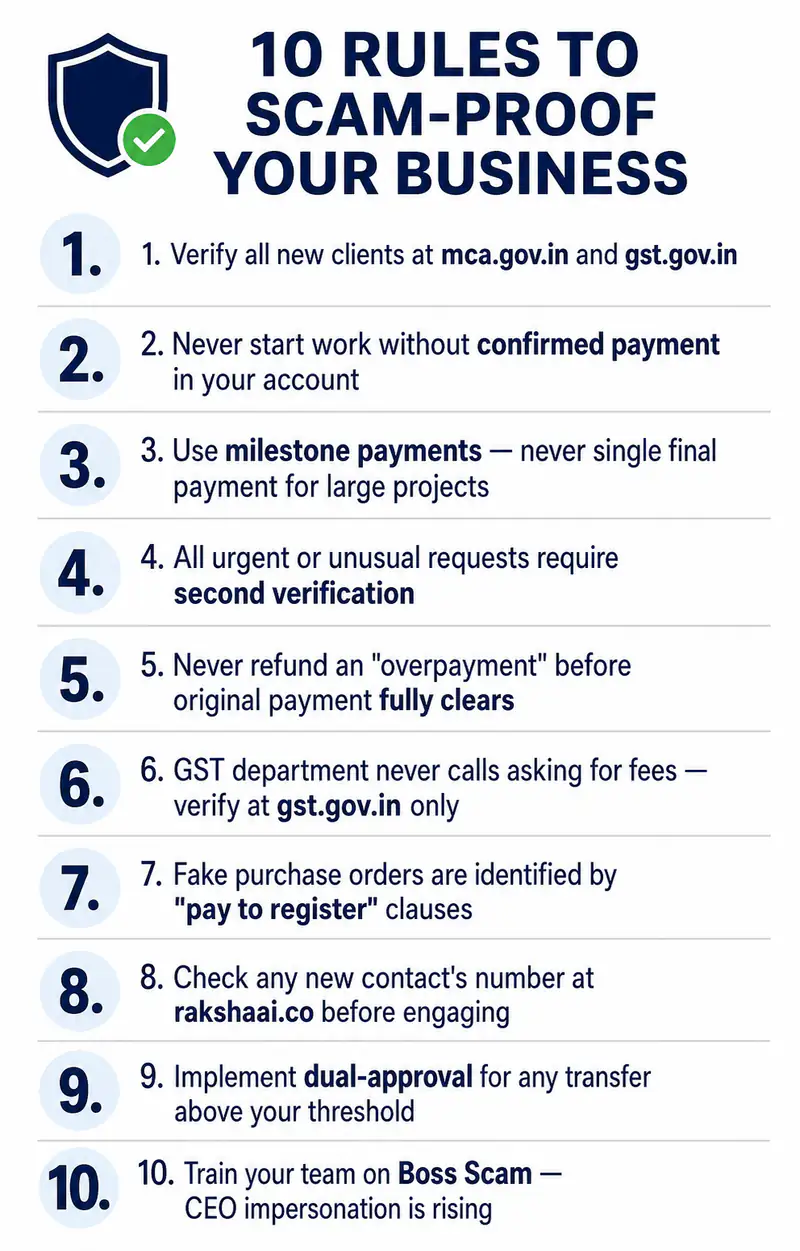 10 RULES TO
SCAM-PROOF
YOUR BUSINESS
1.
1. Verify all new clients at mca.gov.in and gst.gov.in
2.
2. Never start work without confirmed payment
in your account
3.
3. Use milestone payments — never single final
payment for large projects
4.
4. All urgent or unusual requests require
second verification
5.
5. Never refund an "overpayment" before
original payment fully clears
6.
6. GST department never calls asking for fees —
verify at gst.gov.in only
7.
7. Fake purchase orders are identified by
"pay to register" clauses
8.
8. Check any new contact's number at
rakshaai.co before engaging
9.
9. Implement dual-approval for any transfer
above your threshold
10.
10. Train your team on Boss Scam —
CEO impersonation is rising